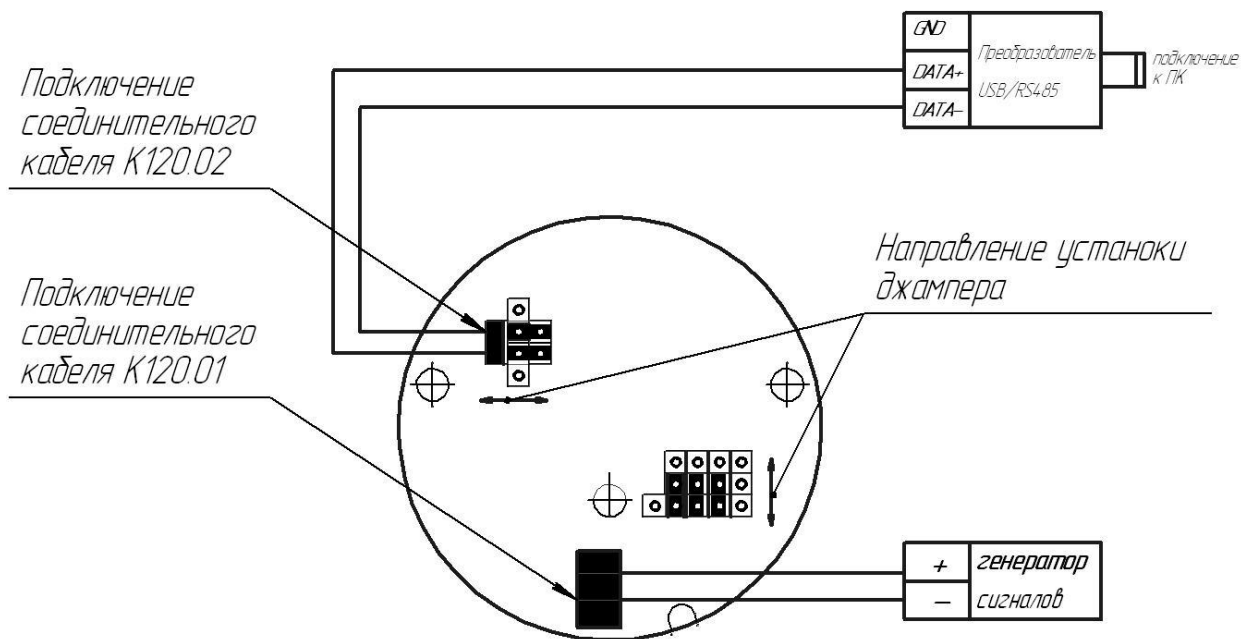 GND
Преобразователь
DATA+
USB/RS485
DATA-
подключение
к ПК
Подключение
соединительного
кабеля К120.02
Направление устаноки
джампера
Подключение
соединительного
кабеля К120.01
+ генератор
- сигналов